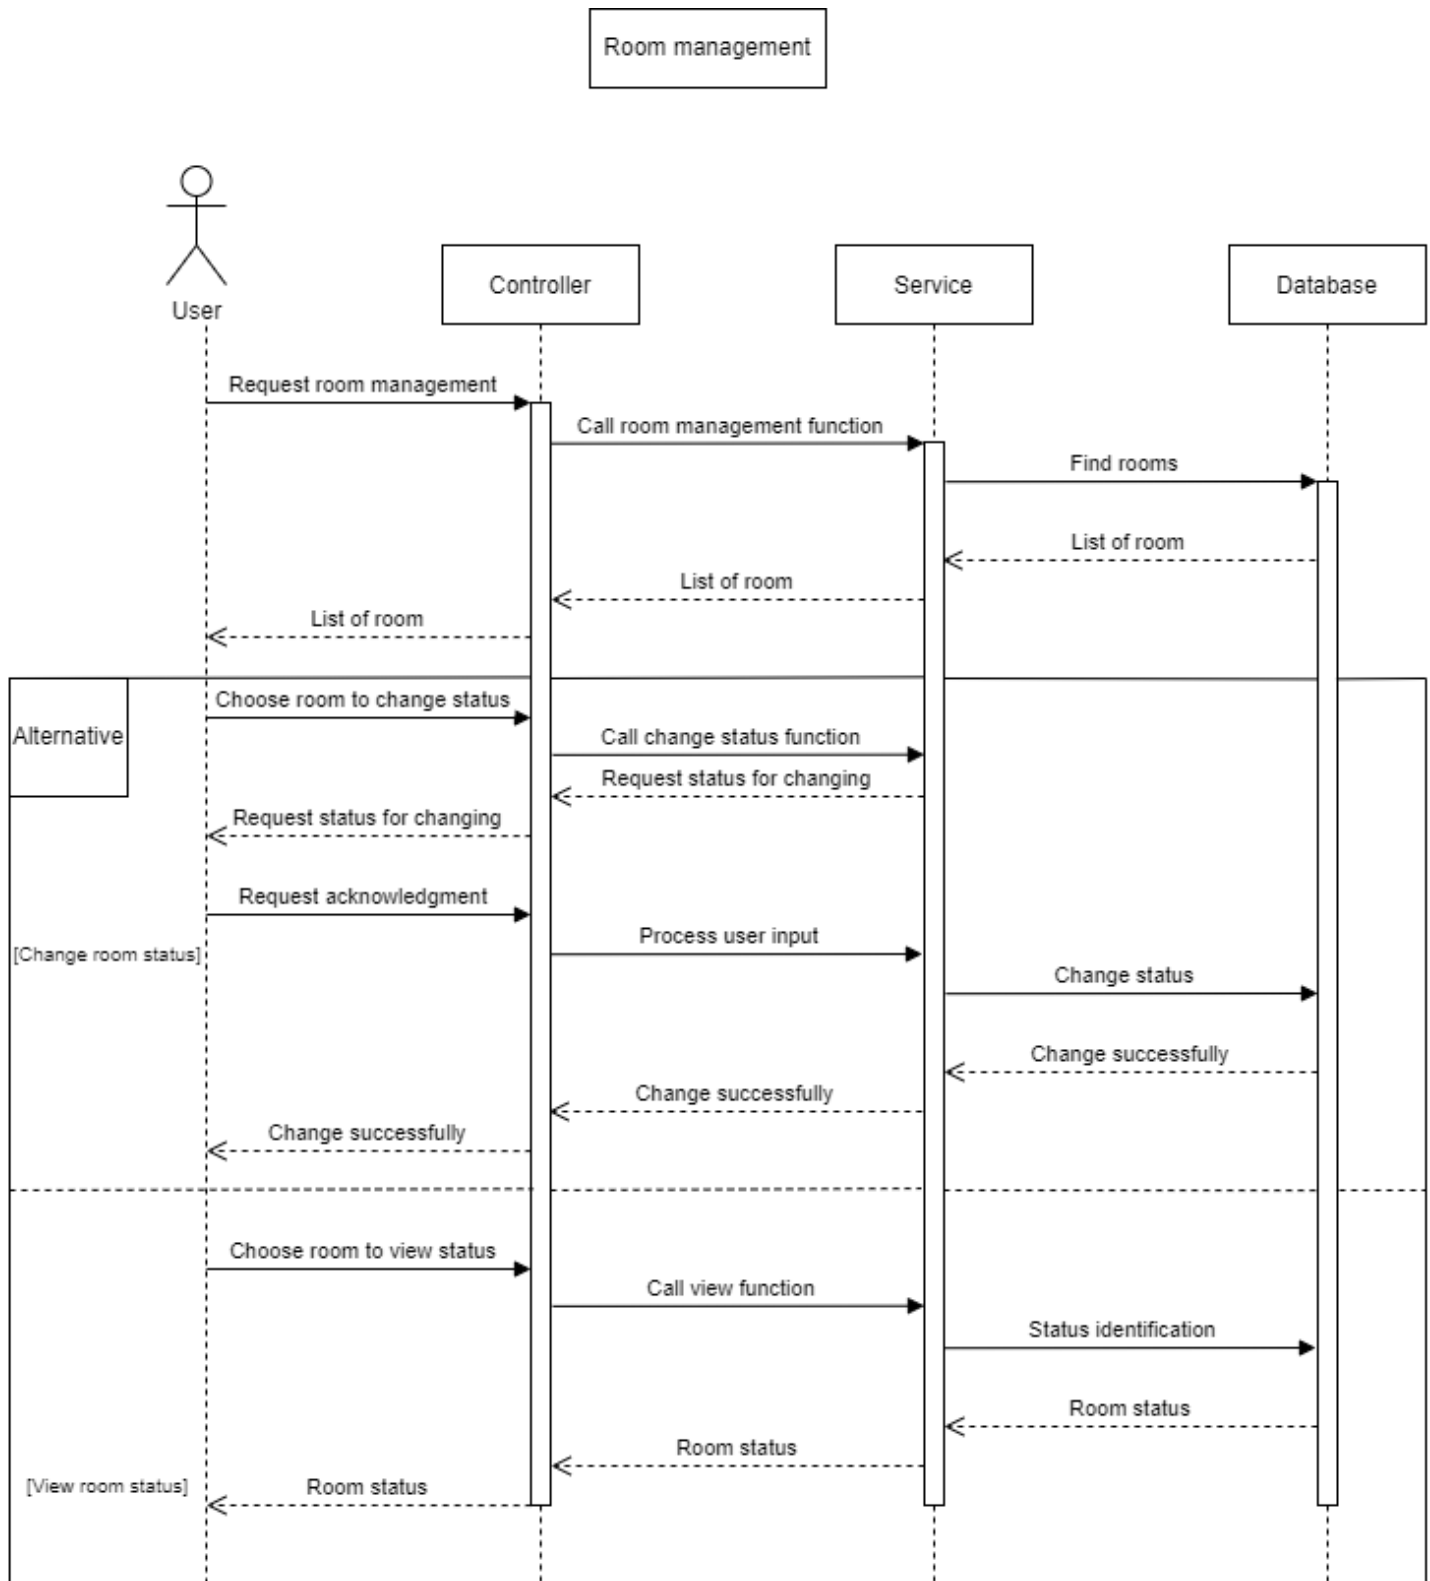 Room management
User
Controller
Service
Database
Request room management
Call room management function
Find rooms
List of room
List of room
List of room
Alternative
Choose room to change status
Call change status function
Request status for changing
Request status for changing
Request acknowledgment
Process user input
[Change room status]
Change status
Change successfully
Change successfully
Change successfully
Choose room to view status
Call view function
Status identification
Room status
Room status
[View room status]
Room status